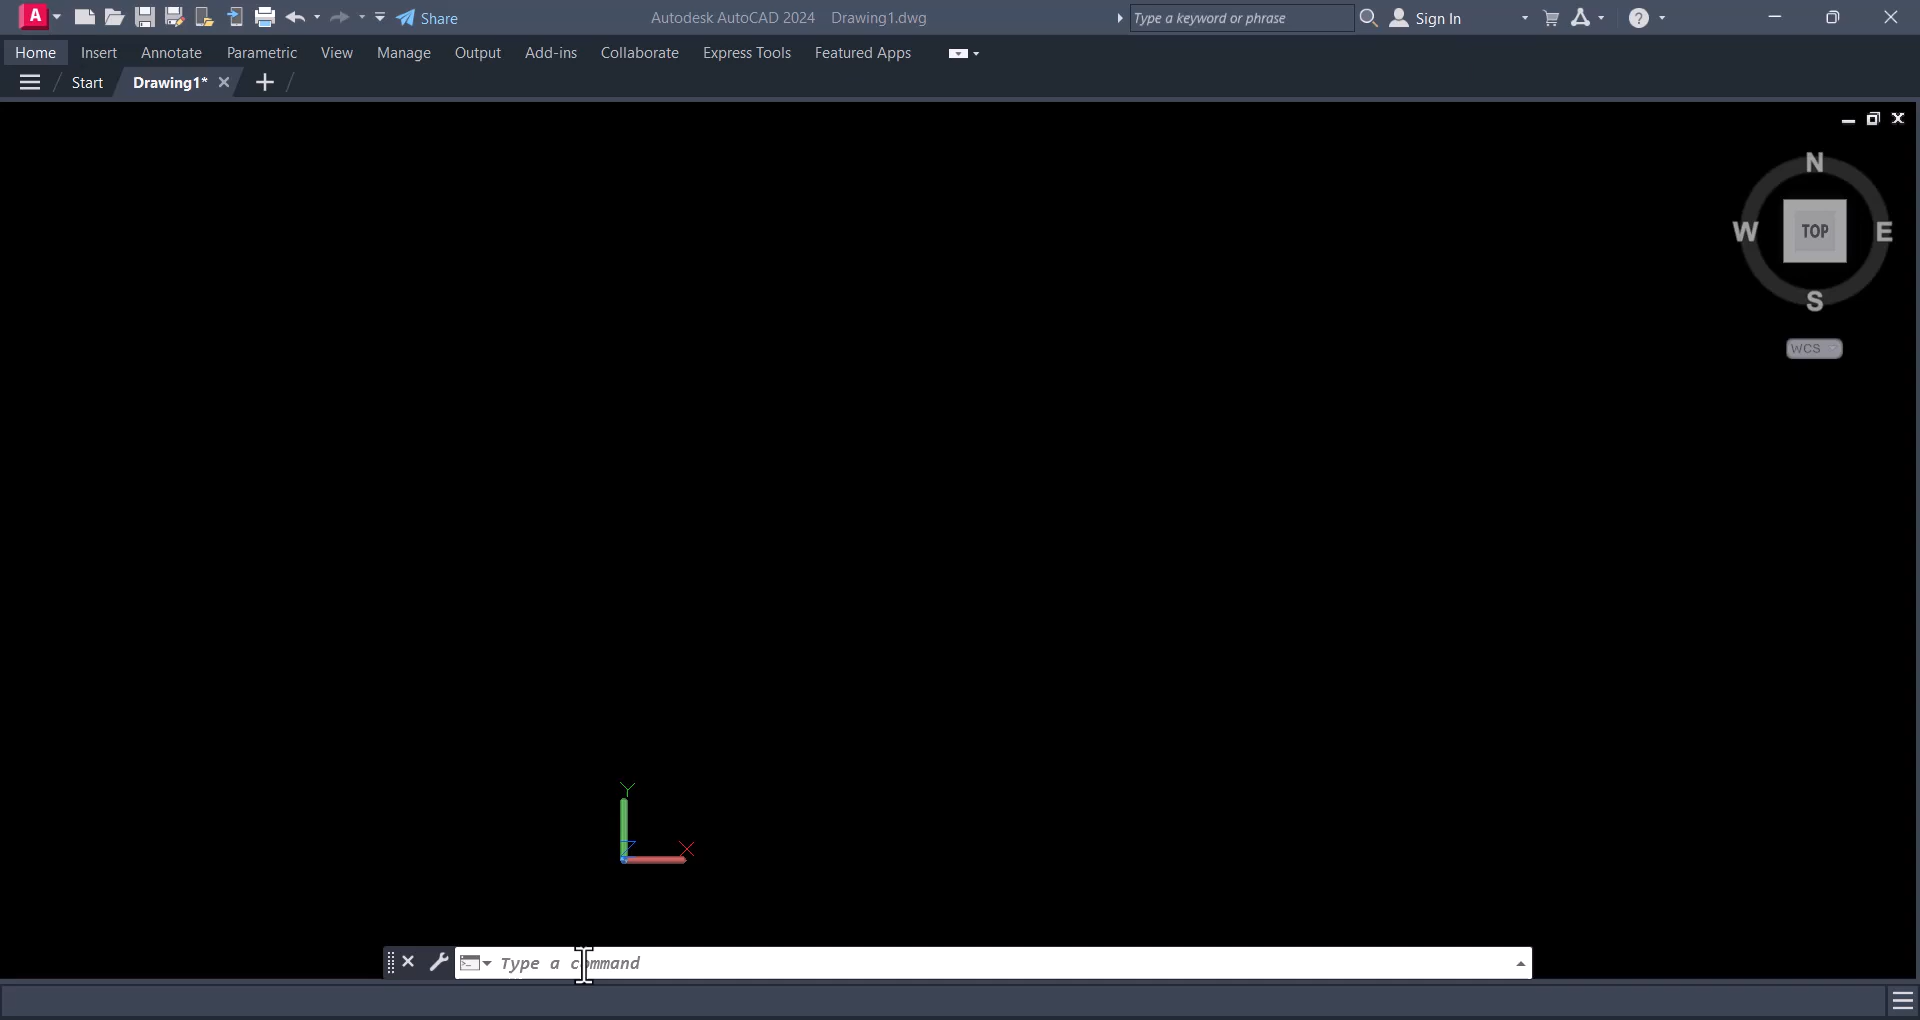 A Share Autodesk AutoCAD 2024 Drawing1.dwg Type a keyword or phrase Sign In ?
Home Insert Annotate Parametric View Manage Output Add-ins Collaborate Express Tools Featured Apps
Start Drawing1*
N
W TOP E
S
WCS
Y
Z X
Type a command